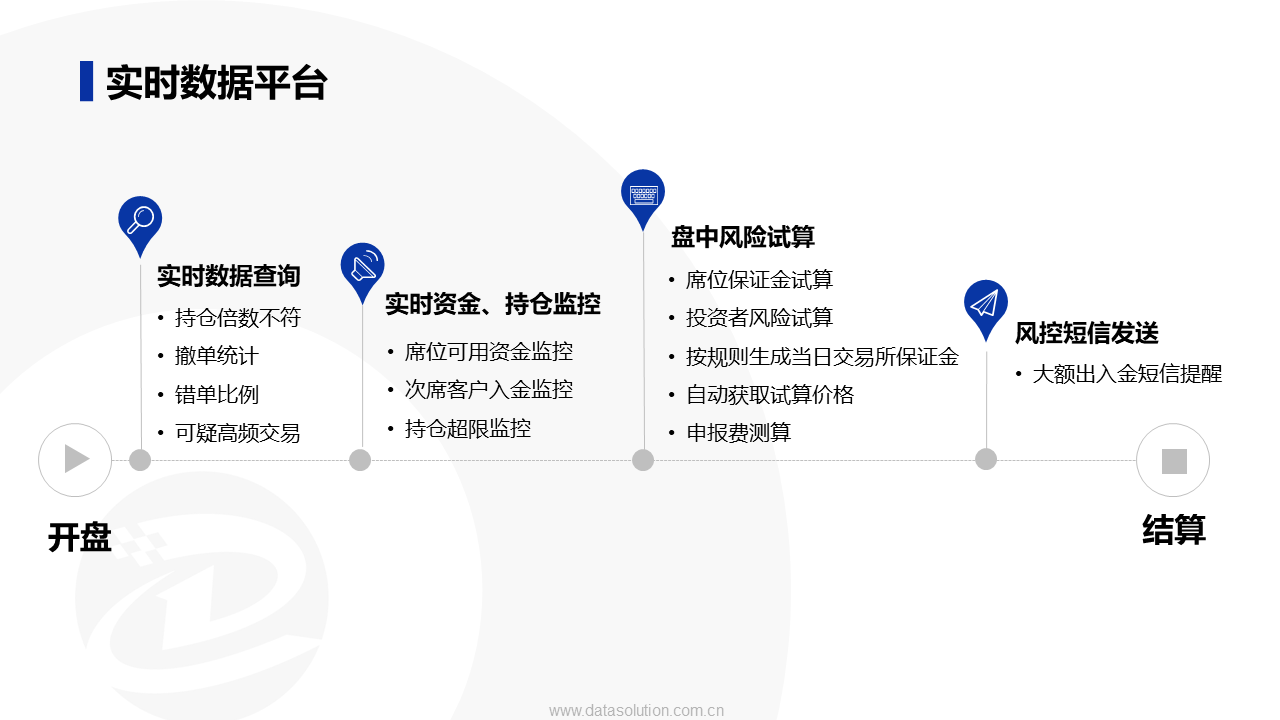 实时数据平台
实时数据查询
• 持仓倍数不符
• 撤单统计
• 错单比例
• 可疑高频交易
实时资金、持仓监控
• 席位可用资金监控
• 次席客户入金监控
• 持仓超限监控
盘中风险试算
• 席位保证金试算
• 投资者风险试算
• 按规则生成当日交易所保证金
• 自动获取试算价格
• 申报费测算
风控短信发送
• 大额出入金短信提醒
开盘
结算
www.datasolution.com.cn